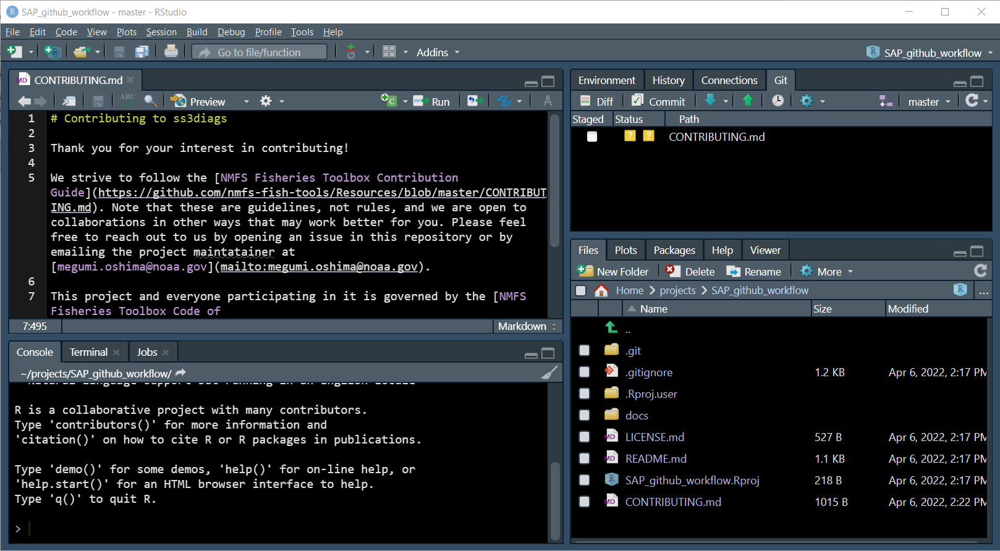 SAP_github_workflow - master - RStudio
File Edit Code View Plots Session Build Debug Profile Tools Help
Go to file/function Addins SAP_github_workflow
CONTRIBUTING.md
ABC Preview Run
1 # Contributing to ss3diags
2
3 Thank you for your interest in contributing!
4
5 We strive to follow the [NMFS Fisheries Toolbox Contribution
Guide](https://github.com/nmfs-fish-tools/Resources/blob/master/CONTRIBUT
ING.md). Note that these are guidelines, not rules, and we are open to
collaborations in other ways that may work better for you. Please feel
free to reach out to us by opening an issue in this repository or by
emailing the project maintatainer at
[megumi.oshima@noaa.gov](mailto:megumi.oshima@noaa.gov).
6
7 This project and everyone participating in it is governed by the [NMFS
Fisheries Toolbox Code of
7:495 Markdown
Console Terminal Jobs
~/projects/SAP_github_workflow/
Natural language support but running in an English locale
R is a collaborative project with many contributors.
Type 'contributors()' for more information and
'citation()' on how to cite R or R packages in publications.
Type 'demo()' for some demos, 'help()' for on-line help, or
'help.start()' for an HTML browser interface to help.
Type 'q()' to quit R.
>
Environment History Connections Git
Diff Commit master
Staged Status Path
? ? CONTRIBUTING.md
Files Plots Packages Help Viewer
New Folder Delete Rename More
Home projects SAP_github_workflow ...
Name Size Modified
..
.git
.gitignore 1.2 KB Apr 6, 2022, 2:17 PM
.Rproj.user
docs
LICENSE.md 527 B Apr 6, 2022, 2:17 PM
README.md 1.1 KB Apr 6, 2022, 2:17 PM
SAP_github_workflow.Rproj 218 B Apr 6, 2022, 2:17 PM
CONTRIBUTING.md 1015 B Apr 6, 2022, 2:22 PM